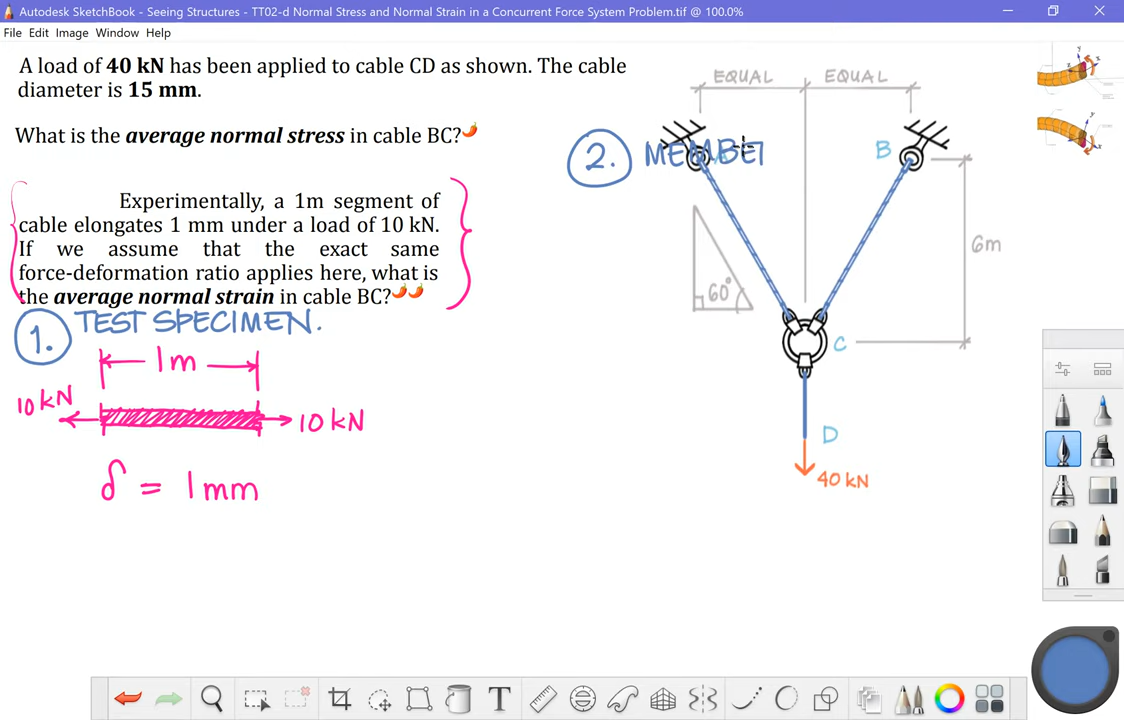 Autodesk SketchBook - Seeing Structures - TT02-d Normal Stress and Normal Strain in a Concurrent Force System Problem.tif @ 100.0%
File Edit Image Window Help
A load of 40 kN has been applied to cable CD as shown. The cable
diameter is 15 mm.
What is the average normal stress in cable BC?
Experimentally, a 1m segment of
cable elongates 1 mm under a load of 10 kN.
If we assume that the exact same
force-deformation ratio applies here, what is
the average normal strain in cable BC?
1. TEST SPECIMEN.
1m
10 kN
10 kN
δ = 1 mm
EQUAL EQUAL
2. MEMBE
A
B
6m
60°
C
D
40 kN
T